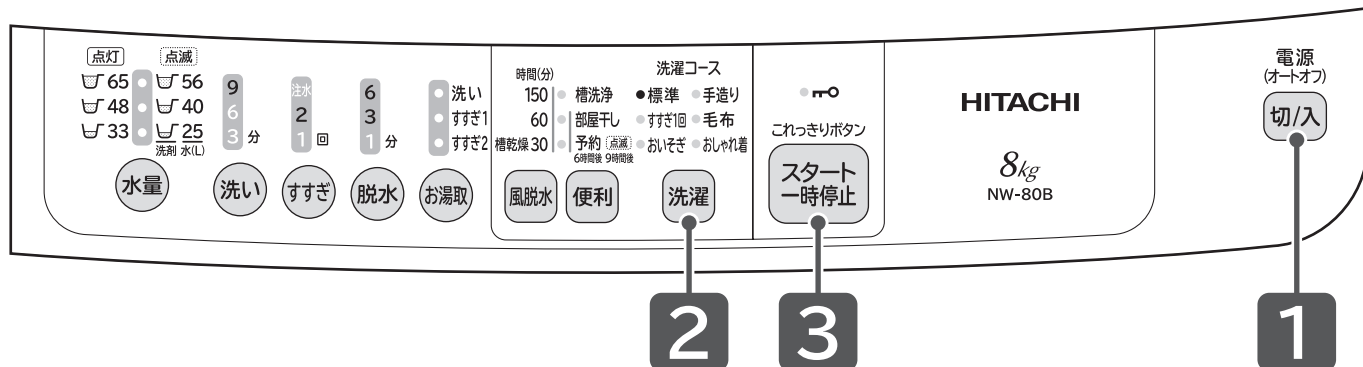 点灯 点滅
65 56
48 40
33 25
洗剤 水(L)
水量
9
6
3 分
洗い
注水
2
1 回
すすぎ
6
3
1 分
脱水
洗い
すすぎ1
すすぎ2
お湯取
時間(分)
150 槽洗浄
60 部屋干し
槽乾燥 30 予約 点滅
6時間後 9時間後
風脱水
便利
洗濯コース
標準 手造り
すすぎ1回 毛布
おいそぎ おしゃれ着
洗濯
これっきりボタン
スタート
一時停止
HITACHI
8kg
NW-80B
電源
(オートオフ)
切/入
2
3
1